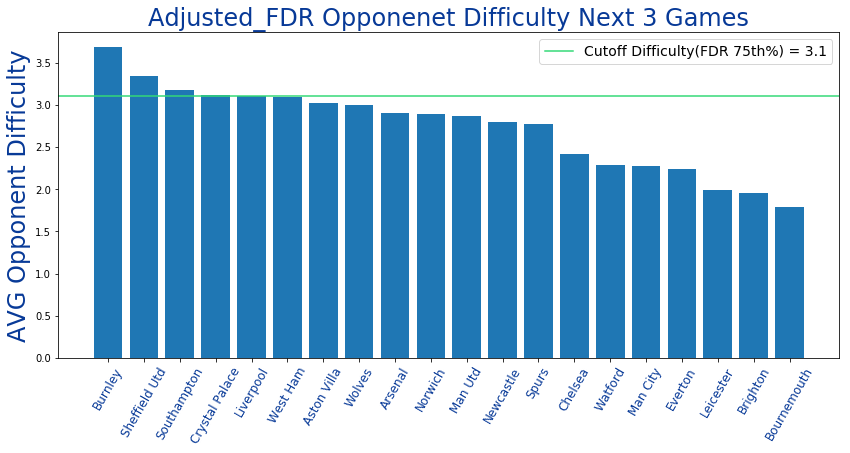 Adjusted_FDR Opponenet Difficulty Next 3 Games
Cutoff Difficulty(FDR 75th%) = 3.1
AVG Opponent Difficulty
3.5
3.0
2.5
2.0
1.5
1.0
0.5
0.0
Burnley
Sheffield Utd
Southampton
Crystal Palace
Liverpool
West Ham
Aston Villa
Wolves
Arsenal
Norwich
Man Utd
Newcastle
Spurs
Chelsea
Watford
Man City
Everton
Leicester
Brighton
Bournemouth